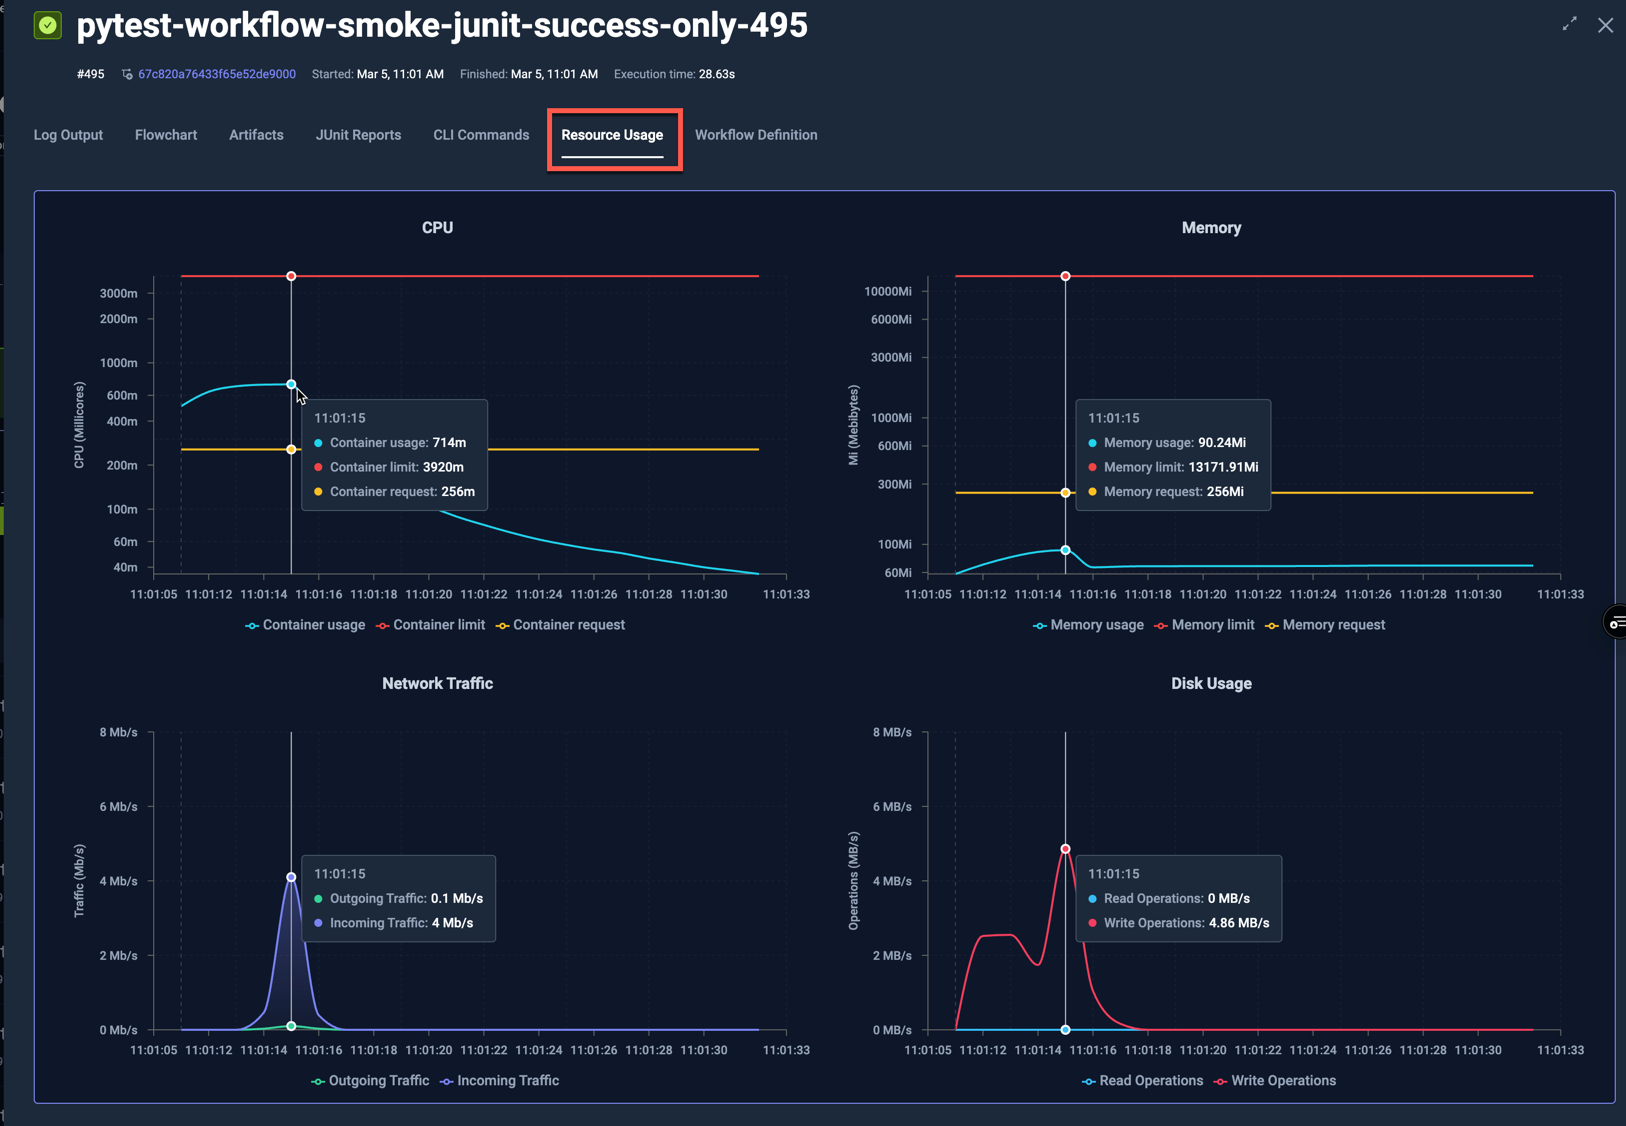 pytest-workflow-smoke-junit-success-only-495
#495 67c820a76433f65e52de9000 Started: Mar 5, 11:01 AM Finished: Mar 5, 11:01 AM Execution time: 28.63s
Log Output Flowchart Artifacts JUnit Reports CLI Commands Resource Usage Workflow Definition
CPU
3000m
2000m
1000m
600m
400m
200m
100m
60m
40m
CPU (Millicores)
11:01:15
Container usage: 714m
Container limit: 3920m
Container request: 256m
11:01:05 11:01:12 11:01:14 11:01:16 11:01:18 11:01:20 11:01:22 11:01:24 11:01:26 11:01:28 11:01:30 11:01:33
Container usage Container limit Container request
Memory
10000Mi
6000Mi
3000Mi
1000Mi
600Mi
300Mi
100Mi
60Mi
Mi (Mebibytes)
11:01:15
Memory usage: 90.24Mi
Memory limit: 13171.91Mi
Memory request: 256Mi
11:01:05 11:01:12 11:01:14 11:01:16 11:01:18 11:01:20 11:01:22 11:01:24 11:01:26 11:01:28 11:01:30 11:01:33
Memory usage Memory limit Memory request
Network Traffic
8 Mb/s
6 Mb/s
4 Mb/s
2 Mb/s
0 Mb/s
Traffic (Mb/s)
11:01:15
Outgoing Traffic: 0.1 Mb/s
Incoming Traffic: 4 Mb/s
11:01:05 11:01:12 11:01:14 11:01:16 11:01:18 11:01:20 11:01:22 11:01:24 11:01:26 11:01:28 11:01:30 11:01:33
Outgoing Traffic Incoming Traffic
Disk Usage
8 MB/s
6 MB/s
4 MB/s
2 MB/s
0 MB/s
Operations (MB/s)
11:01:15
Read Operations: 0 MB/s
Write Operations: 4.86 MB/s
11:01:05 11:01:12 11:01:14 11:01:16 11:01:18 11:01:20 11:01:22 11:01:24 11:01:26 11:01:28 11:01:30 11:01:33
Read Operations Write Operations